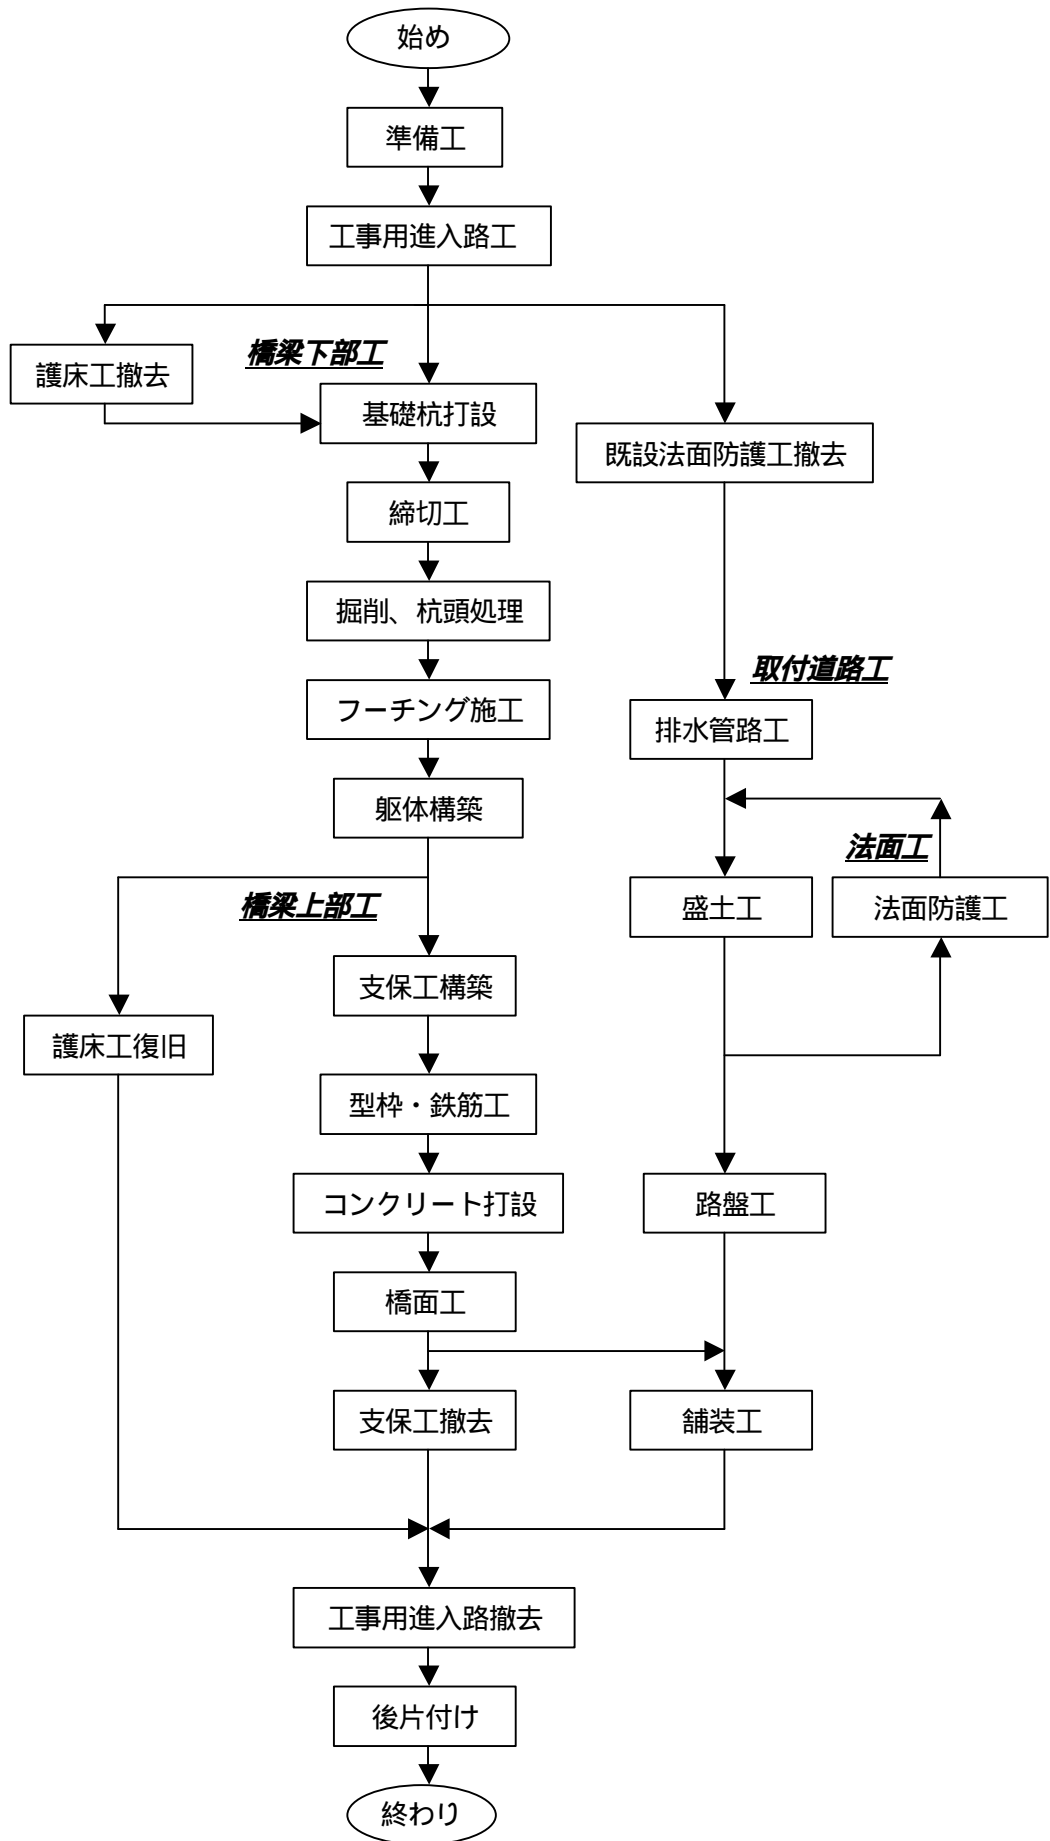 始め
準備工
工事用進入路工
橋梁下部工
護床工撤去
基礎杭打設
既設法面防護工撤去
締切工
掘削、杭頭処理
取付道路工
フーチング施工
排水管路工
躯体構築
法面工
橋梁上部工
盛土工
法面防護工
支保工構築
護床工復旧
型枠・鉄筋工
コンクリート打設
路盤工
橋面工
支保工撤去
舗装工
工事用進入路撤去
後片付け
終わり